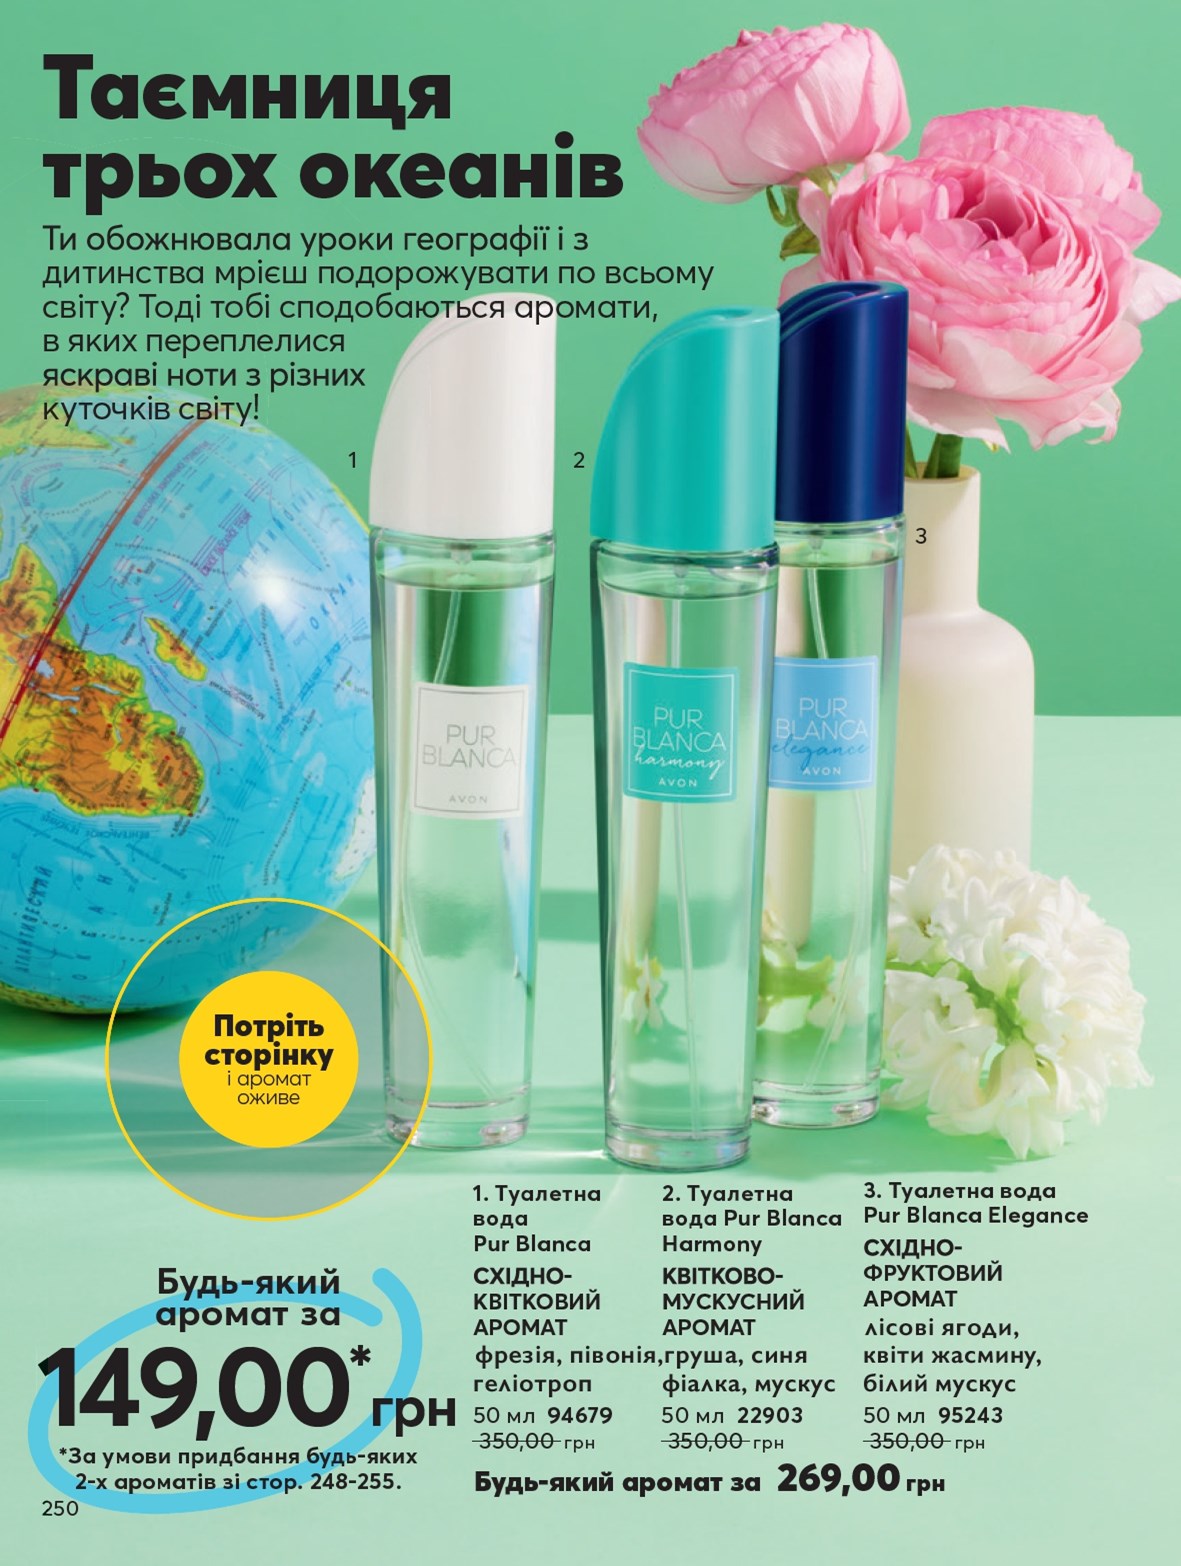 Таємниця
трьох океанів
Ти обожнювала уроки географії і з
дитинства мрієш подорожувати по всьому
світу? Тоді тобі сподобаються аромати,
в яких переплелися
яскраві ноти з різних
куточків світу!
1
2
3
PUR
BLANCA
AVON
PUR
BLANCA
harmony
AVON
PUR
BLANCA
elegance
AVON
Потріть
сторінку
і аромат
оживе
Будь-який
аромат за
149,00* грн
*За умови придбання будь-яких
2-х ароматів зі стор. 248-255.
250
1. Туалетна
вода
Pur Blanca
СХІДНО-
КВІТКОВИЙ
АРОМАТ
фрезія, півонія,
геліотроп
50 мл 94679
350,00 грн
2. Туалетна
вода Pur Blanca
Harmony
КВІТКОВО-
МУСКУСНИЙ
АРОМАТ
груша, синя
фіалка, мускус
50 мл 22903
350,00 грн
3. Туалетна вода
Pur Blanca Elegance
СХІДНО-
ФРУКТОВИЙ
АРОМАТ
лісові ягоди,
квіти жасмину,
білий мускус
50 мл 95243
350,00 грн
Будь-який аромат за 269,00 грн